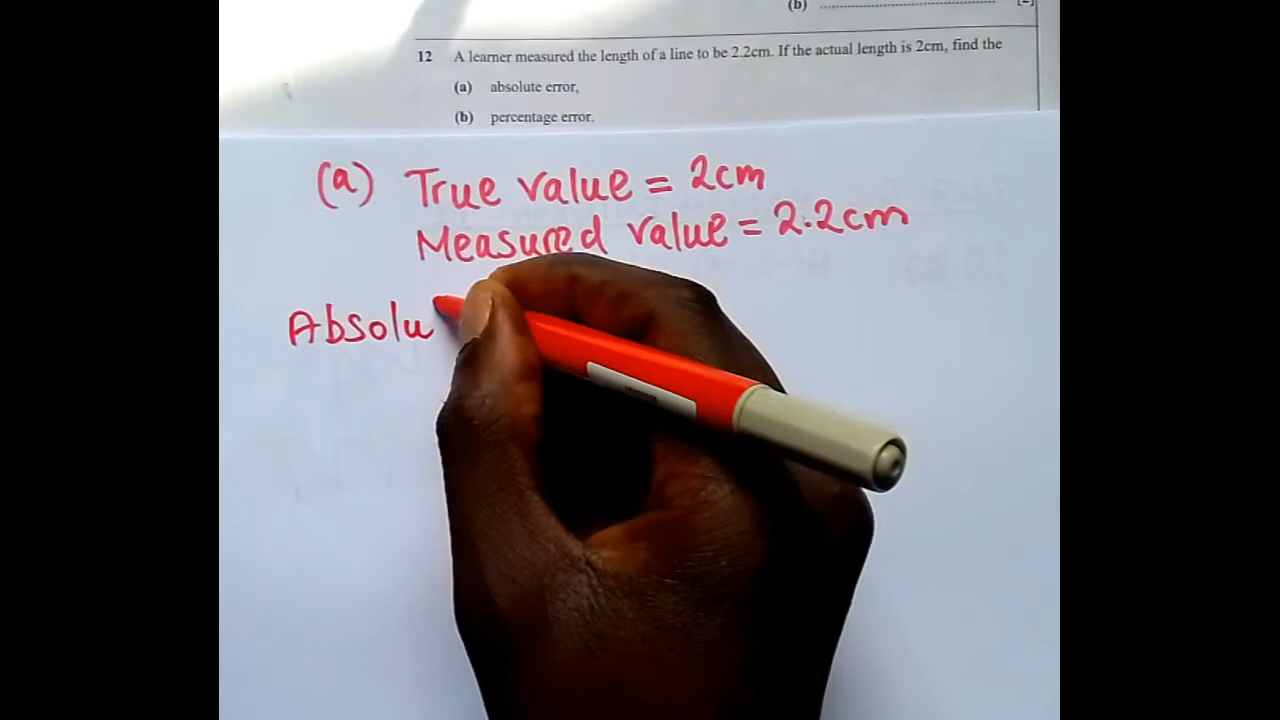 (b) ........................................
12 A learner measured the length of a line to be 2.2cm. If the actual length is 2cm, find the
(a) absolute error,
(b) percentage error.
(a) True value = 2cm
Measured value = 2.2cm
Absolu